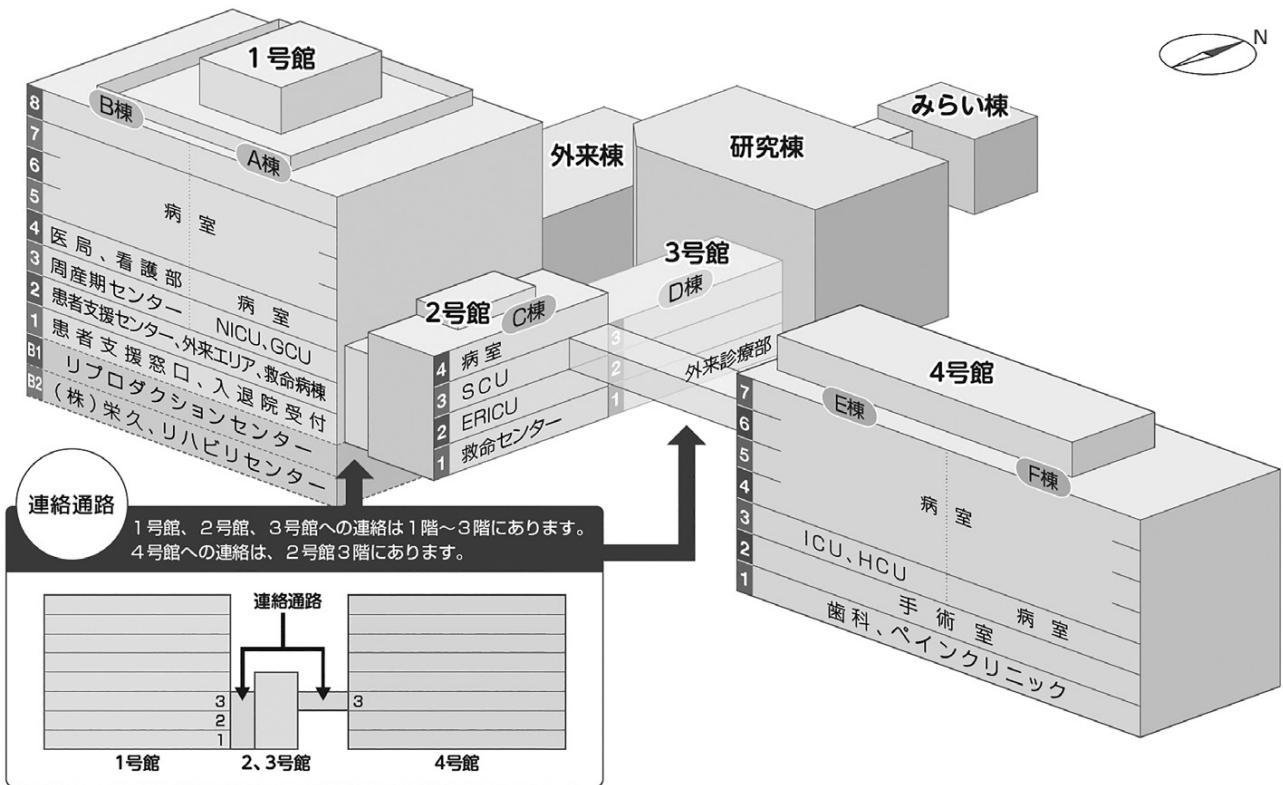 N
1号館
B棟
A棟
8
7
6
5
4
3
2
1
B1
B2
病室
医局、看護部
病室
周産期センター
NICU、GCU
患者支援センター、外来エリア、救命病棟
患者支援窓口、入退院受付
リプロダクションセンター
(株)栄久、リハビリセンター
外来棟
研究棟
みらい棟
2号館
C棟
4
3
2
1
病室
SCU
ERICU
救命センター
3号館
D棟
3
2
1
外来診療部
4号館
E棟
F棟
7
6
5
4
3
2
1
病室
ICU、HCU
病室
手術室
歯科、ペインクリニック
連絡通路
1号館、2号館、3号館への連絡は1階～3階にあります。
4号館への連絡は、2号館3階にあります。
連絡通路
3
2
1
3
1号館
2、3号館
4号館